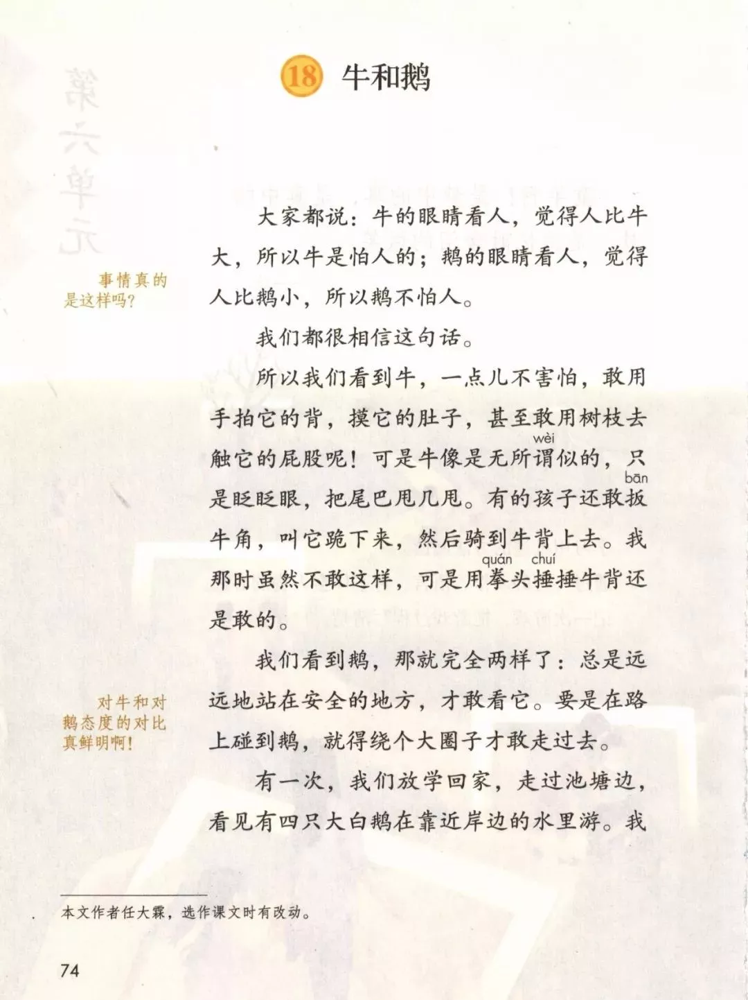 第六单元
18 牛和鹅
大家都说：牛的眼睛看人，觉得人比牛
大，所以牛是怕人的；鹅的眼睛看人，觉得
人比鹅小，所以鹅不怕人。
事情真的
是这样吗？
我们都很相信这句话。
所以我们看到牛，一点儿不害怕，敢用
手拍它的背，摸它的肚子，甚至敢用树枝去
wèi
触它的屁股呢！可是牛像是无所谓似的，只
bān
是眨眨眼，把尾巴甩几甩。有的孩子还敢扳
牛角，叫它跪下来，然后骑到牛背上去。我
quán chuí
那时虽然不敢这样，可是用拳头捶捶牛背还
是敢的。
我们看到鹅，那就完全两样了：总是远
远地站在安全的地方，才敢看它。要是在路
上碰到鹅，就得绕个大圈子才敢走过去。
对牛和对
鹅态度的对比
真鲜明啊！
有一次，我们放学回家，走过池塘边，
看见有四只大白鹅在靠近岸边的水里游。我
本文作者任大霖，选作课文时有改动。
74